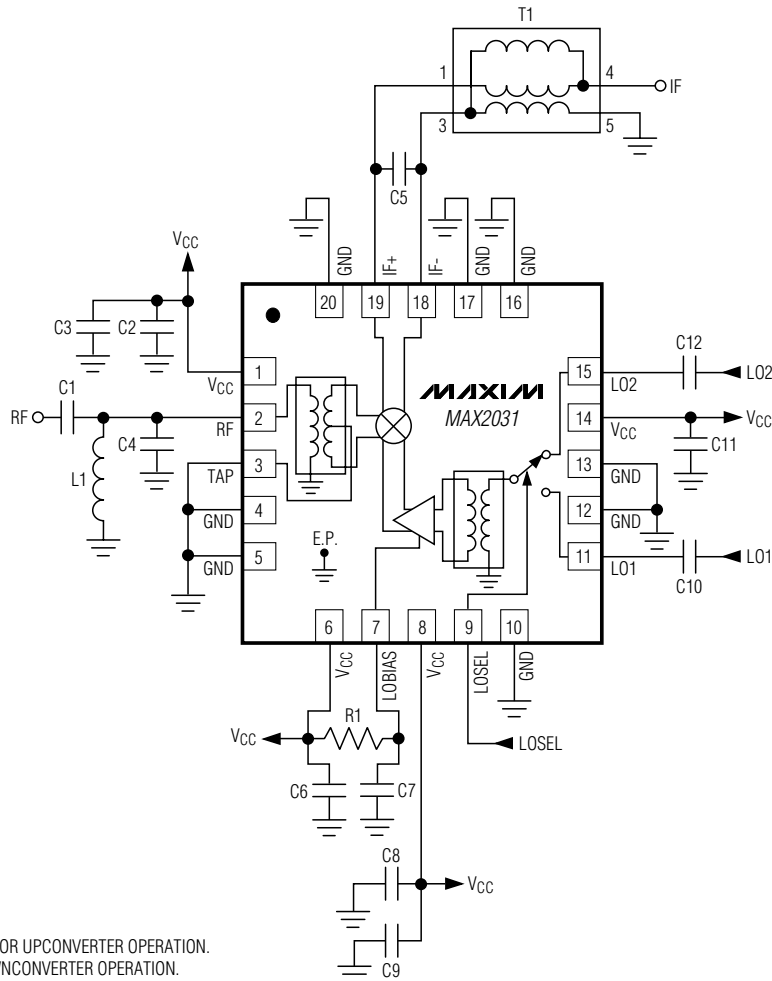 T1
1
4
IF
3
5
C5
GND
IF+
IF-
GND
GND
VCC
20
19
18
17
16
C3
C2
C12
1
VCC
15
LO2
LO2
MAXIM
MAX2031
C1
RF
2
RF
14
VCC
VCC
C4
C11
L1
3
TAP
13
GND
4
GND
12
GND
E.P.
5
GND
11
LO1
LO1
C10
6
7
8
9
10
VCC
LOBIAS
VCC
LOSEL
GND
R1
VCC
LOSEL
C6
C7
C8
VCC
C9
OR UPCONVERTER OPERATION.
NCONVERTER OPERATION.